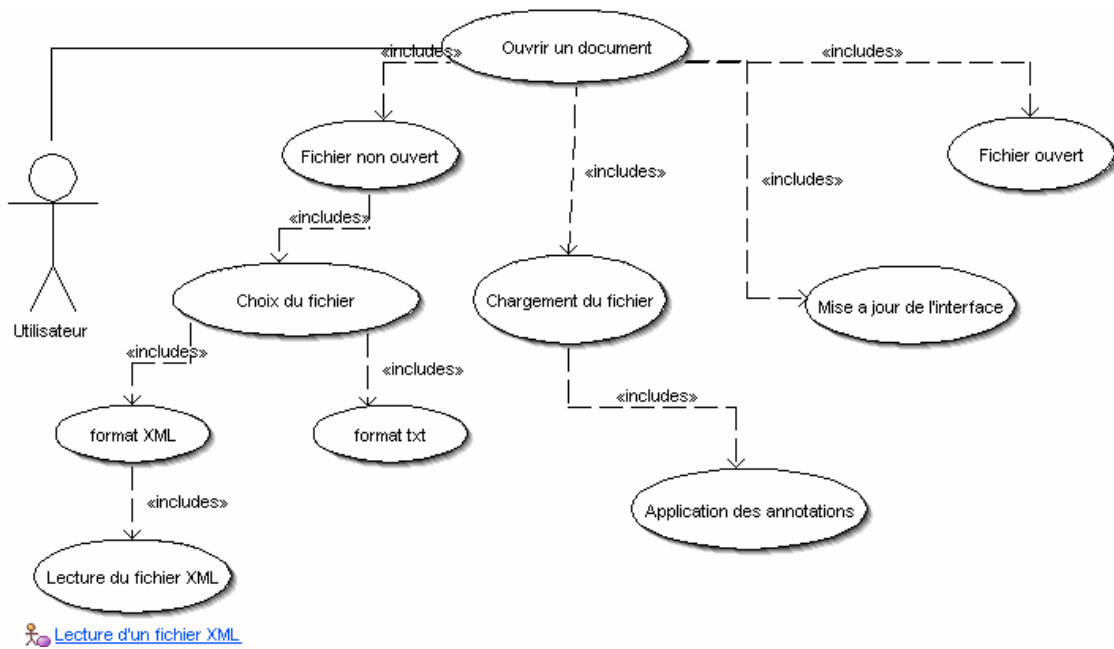 Ouvrir un document
«includes»
«includes»
Fichier non ouvert
Fichier ouvert
«includes»
«includes»
«includes»
Choix du fichier
Chargement du fichier
Mise a jour de l'interface
Utilisateur
«includes»
«includes»
«includes»
format XML
format txt
«includes»
Application des annotations
Lecture du fichier XML
Lecture d'un fichier XML